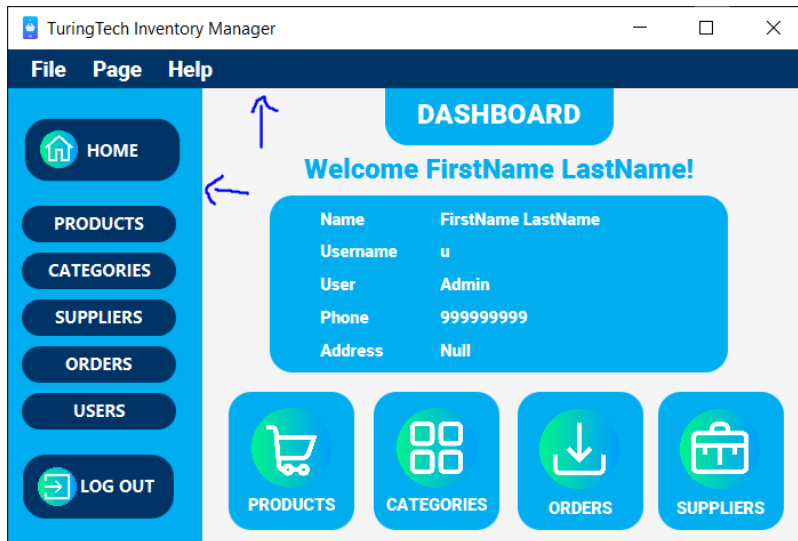 TuringTech Inventory Manager
File Page Help
HOME
PRODUCTS
CATEGORIES
SUPPLIERS
ORDERS
USERS
LOG OUT
DASHBOARD
Welcome FirstName LastName!
Name FirstName LastName
Username u
User Admin
Phone 999999999
Address Null
PRODUCTS
CATEGORIES
ORDERS
SUPPLIERS